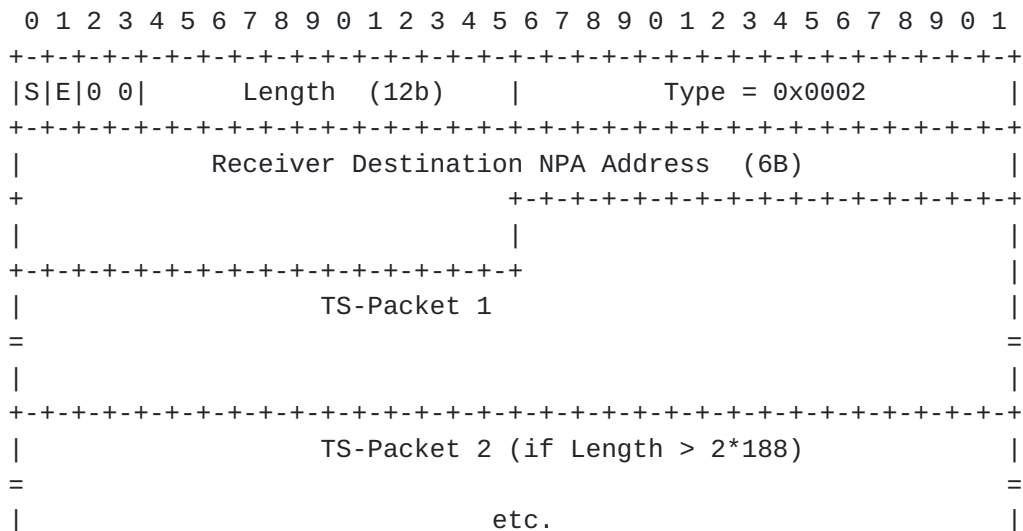 0 1 2 3 4 5 6 7 8 9 0 1 2 3 4 5 6 7 8 9 0 1 2 3 4 5 6 7 8 9 0 1
+-+-+-+-+-+-+-+-+-+-+-+-+-+-+-+-+-+-+-+-+-+-+-+-+-+-+-+-+-+-+-+-+
|S|E|0 0|      Length  (12b)    |         Type = 0x0002         |
+-+-+-+-+-+-+-+-+-+-+-+-+-+-+-+-+-+-+-+-+-+-+-+-+-+-+-+-+-+-+-+-+
|            Receiver Destination NPA Address  (6B)             |
+                               +-+-+-+-+-+-+-+-+-+-+-+-+-+-+-+-+
|                               |                               |
+-+-+-+-+-+-+-+-+-+-+-+-+-+-+-+-+                               |
|                   TS-Packet 1                                 |
=                                                               =
|                                                               |
+-+-+-+-+-+-+-+-+-+-+-+-+-+-+-+-+-+-+-+-+-+-+-+-+-+-+-+-+-+-+-+-+
|                   TS-Packet 2 (if Length > 2*188)             |
=                                                               =
|                              etc.                             |